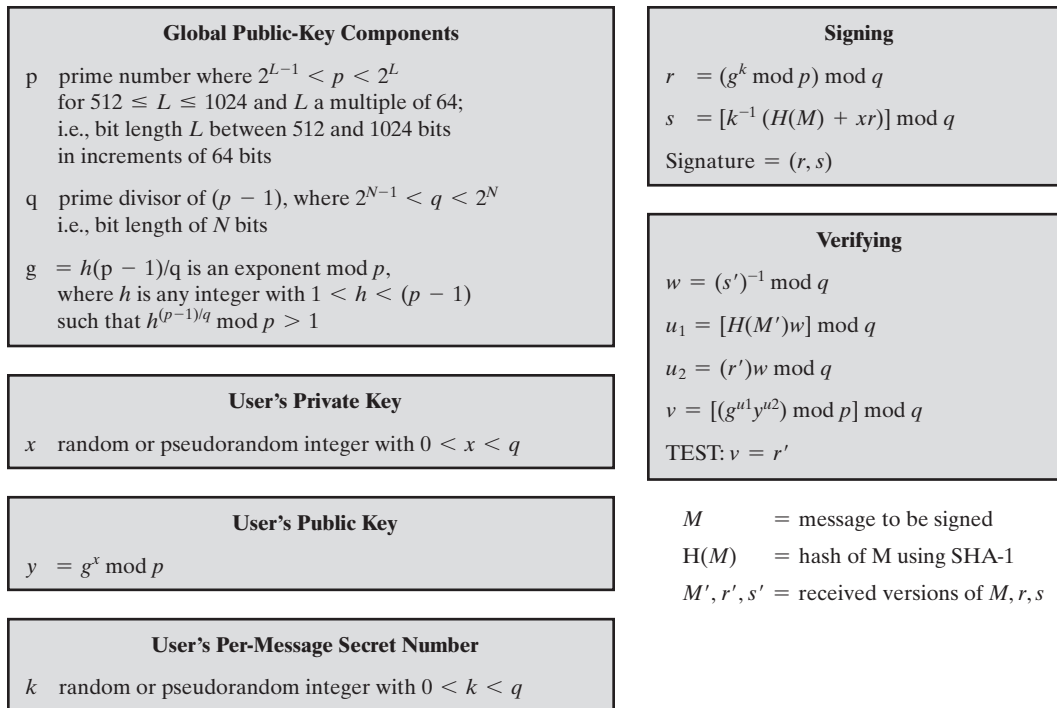 Global Public-Key Components
p prime number where 2^{L−1} < p < 2^L
for 512 ≤ L ≤ 1024 and L a multiple of 64;
i.e., bit length L between 512 and 1024 bits
in increments of 64 bits
q prime divisor of (p − 1), where 2^{N−1} < q < 2^N
i.e., bit length of N bits
g = h(p − 1)/q is an exponent mod p,
where h is any integer with 1 < h < (p − 1)
such that h^{(p−1)/q} mod p > 1
User's Private Key
x random or pseudorandom integer with 0 < x < q
User's Public Key
y = g^x mod p
User's Per-Message Secret Number
k random or pseudorandom integer with 0 < k < q
Signing
r = (g^k mod p) mod q
s = [k^{−1} (H(M) + xr)] mod q
Signature = (r, s)
Verifying
w = (s′)^{−1} mod q
u_1 = [H(M′)w] mod q
u_2 = (r′)w mod q
v = [(g^{u1} y^{u2}) mod p] mod q
TEST: v = r′
M = message to be signed
H(M) = hash of M using SHA-1
M′, r′, s′ = received versions of M, r, s